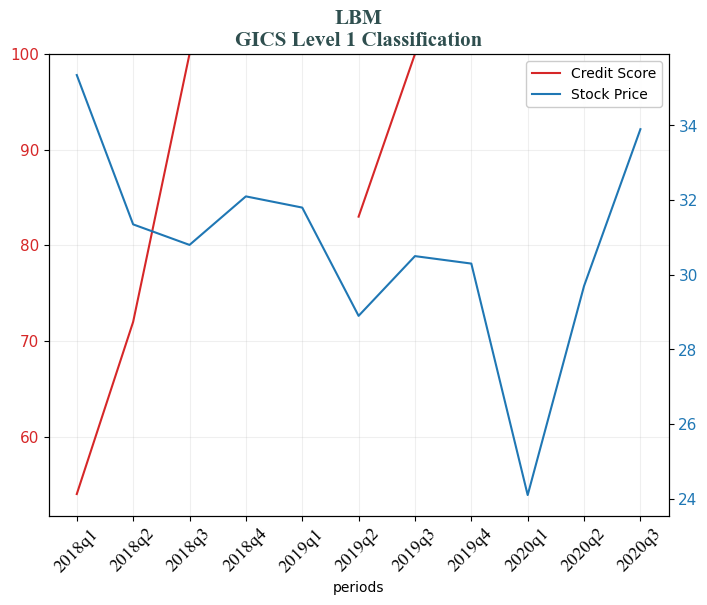 LBM
GICS Level 1 Classification
Credit Score
Stock Price
100
90
80
70
60
34
32
30
28
26
24
2018q1
2018q2
2018q3
2018q4
2019q1
2019q2
2019q3
2019q4
2020q1
2020q2
2020q3
periods